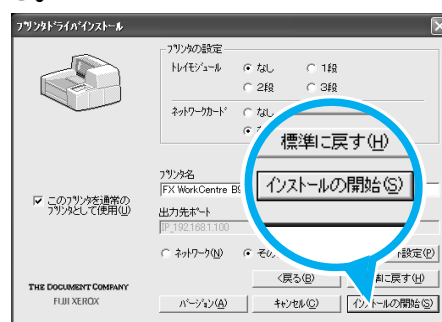 プリンタドライバインストール
プリンタの設定
トレイモジュール なし 1段
2段 3段
ネットワークカード なし
標準に戻す(H)
インストールの開始(S)
プリンタ名
FX WorkCentre
このプリンタを通常の
プリンタとして使用(U)
出力先ポート
IP_192.168.1.100
ネットワーク(N) その 設定(P)
<戻る(B) に戻す(H)
THE DOCUMENT COMPANY
FUJI XEROX
バージョン(A) キャンセル(C) インストールの開始(S)